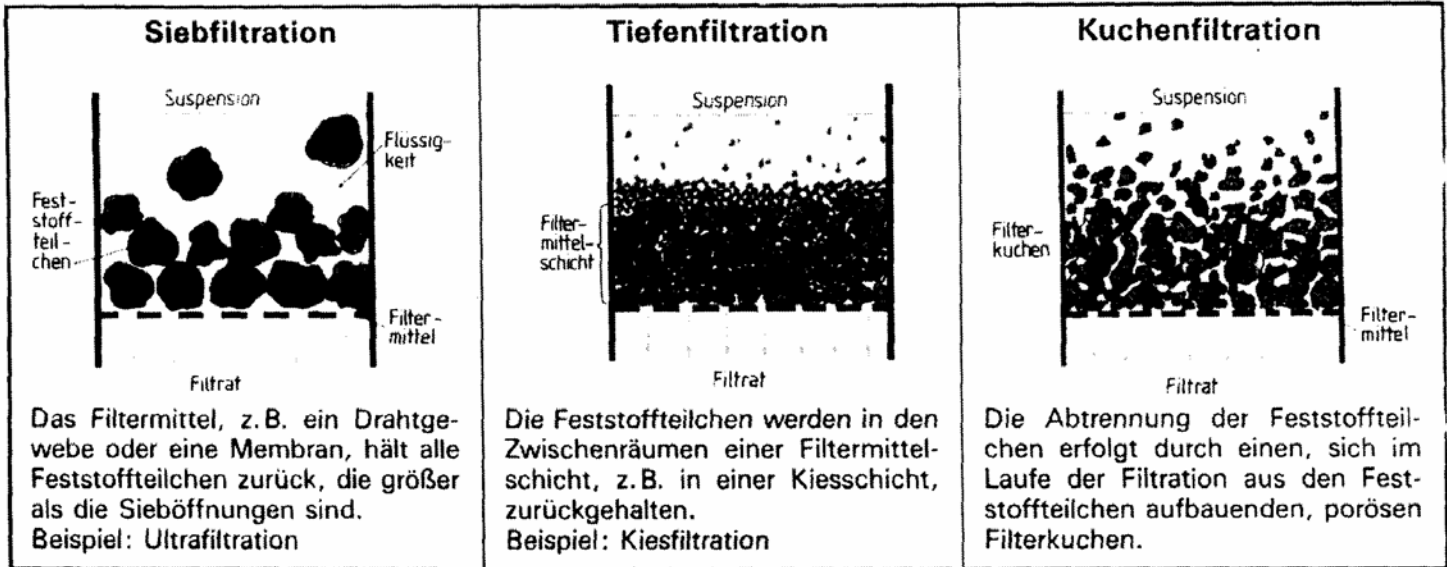 Siebfiltration
Suspension
Flüssig-
keit
Fest-
stoff-
teil-
chen
Filter-
mittel
Filtrat
Das Filtermittel, z. B. ein Drahtge-
webe oder eine Membran, hält alle
Feststoffteilchen zurück, die größer
als die Sieböffnungen sind.
Beispiel: Ultrafiltration
Tiefenfiltration
Suspension
Filter-
mittel-
schicht
Filtrat
Die Feststoffteilchen werden in den
Zwischenräumen einer Filtermittel-
schicht, z. B. in einer Kiesschicht,
zurückgehalten.
Beispiel: Kiesfiltration
Kuchenfiltration
Suspension
Filter-
kuchen
Filter-
mittel
Filtrat
Die Abtrennung der Feststoffteil-
chen erfolgt durch einen, sich im
Laufe der Filtration aus den Fest-
stoffteilchen aufbauenden, porösen
Filterkuchen.